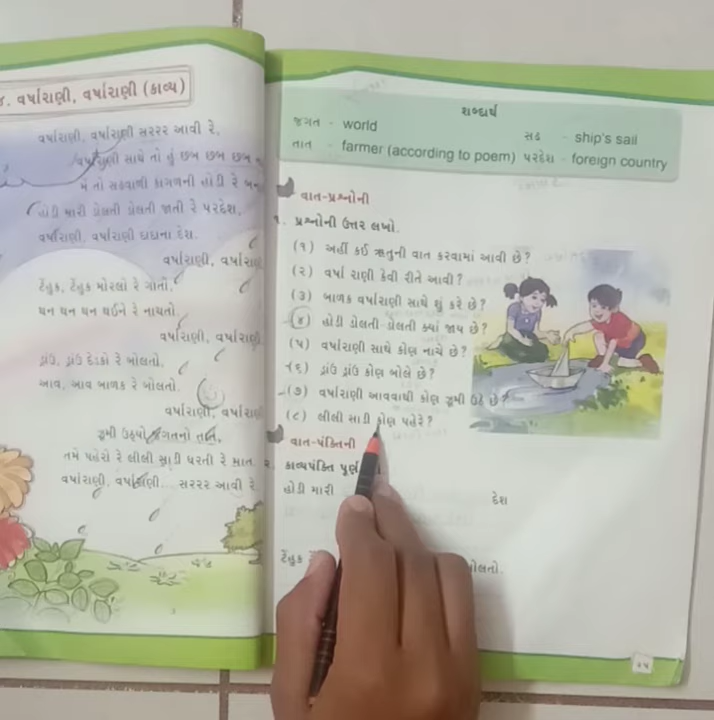 ૪. વર્ષારાણી, વર્ષારાણી (કાવ્ય)
વર્ષારાણી, વર્ષારાણી સરરર આવી રે,
વર્ષારાણી સાથે તો હું છબ છબ છબ
મેં તો સઢવાળી કાગળની હોડી રે
હોડી મારી ડોલતી ડોલતી જાતી રે પરદેશ,
વર્ષારાણી, વર્ષારાણી દાદાના દેશ.
વર્ષારાણી, વર્ષારાણી
ટેંહુક, ટેંહુક મોરલો રે ગાતો,
થન થન થન થઈને રે નાચતો.
વર્ષારાણી, વર્ષારાણી
ડ્રાંઉં, ડ્રાંઉં દેડકો રે બોલતો,
આવ, આવ બાળક રે બોલતો.
વર્ષારાણી, વર્ષારાણી
ઝૂમી ઉઠ્યો જગતનો તાત,
તમે પહેરો રે લીલી સાડી ધરતી રે માત.
વર્ષારાણી, વર્ષારાણી... સરરર આવી રે
શબ્દાર્થ
જગત - world સઢ - ship's sail
તાત - farmer (according to poem) પરદેશ - foreign country
વાત-પ્રશ્નોની
૧. પ્રશ્નોની ઉત્તર લખો.
(૧) અહીં કઈ ઋતુની વાત કરવામાં આવી છે?
(૨) વર્ષા રાણી કેવી રીતે આવી?
(૩) બાળક વર્ષારાણી સાથે શું કરે છે?
(૪) હોડી ડોલતી ડોલતી ક્યાં જાય છે?
(૫) વર્ષારાણી સાથે કોણ નાચે છે?
(૬) ડ્રાંઉં ડ્રાંઉં કોણ બોલે છે?
(૭) વર્ષારાણી આવવાથી કોણ ઝૂમી ઉઠે છે?
(૮) લીલી સાડી કોણ પહેરે?
વાત-પંક્તિની
૨. કાવ્યપંક્તિ પૂર્ણ
હોડી મારી દેશ
ટેંહુક બોલતો.
૨૫